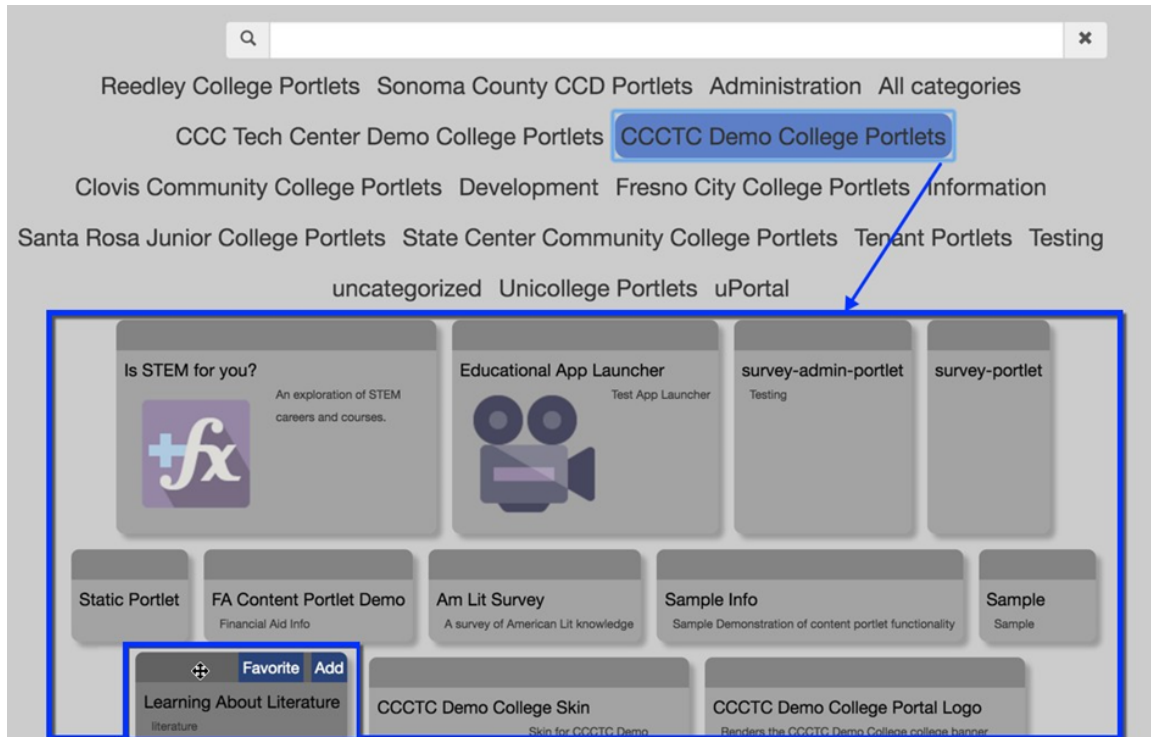 Reedley College Portlets Sonoma County CCD Portlets Administration All categories
CCC Tech Center Demo College Portlets CCCTC Demo College Portlets
Clovis Community College Portlets Development Fresno City College Portlets Information
Santa Rosa Junior College Portlets State Center Community College Portlets Tenant Portlets Testing
uncategorized Unicollege Portlets uPortal
Is STEM for you? Educational App Launcher survey-admin-portlet survey-portlet
An exploration of STEM Test App Launcher Testing
careers and courses.
+fx
Static Portlet FA Content Portlet Demo Am Lit Survey Sample Info Sample
Financial Aid Info A survey of American Lit knowledge Sample Demonstration of content portlet functionality Sample
Favorite Add
Learning About Literature CCCTC Demo College Skin CCCTC Demo College Portal Logo
literature Skin for CCCTC Demo Renders the CCCTC Demo College college banner